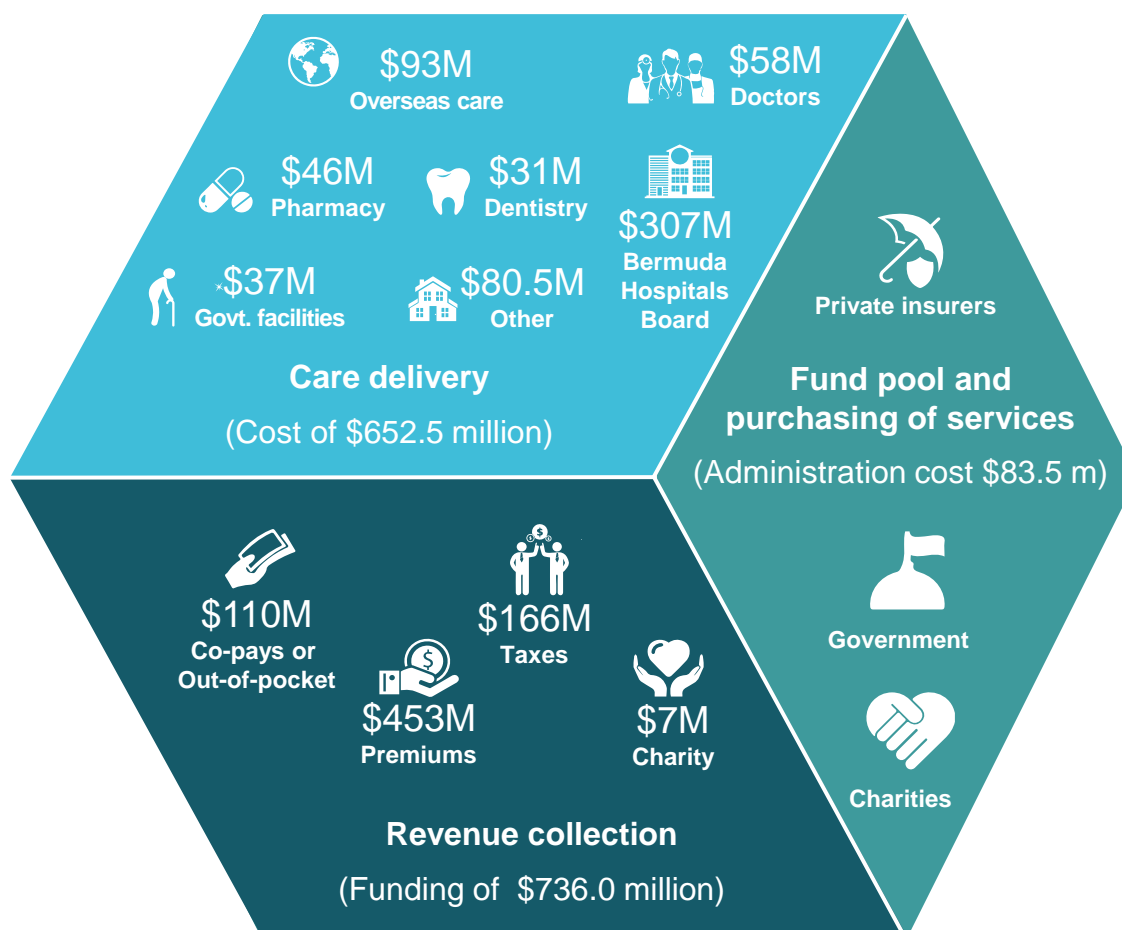 $93M
Overseas care
$58M
Doctors
$46M
Pharmacy
$31M
Dentistry
$307M
Bermuda
Hospitals
Board
*$37M
Govt. facilities
$80.5M
Other
Care delivery
(Cost of $652.5 million)
Private insurers
Fund pool and
purchasing of services
(Administration cost $83.5 m)
Government
Charities
$110M
Co-pays or
Out-of-pocket
$
$453M
Premiums
$
$166M
Taxes
$7M
Charity
Revenue collection
(Funding of $736.0 million)